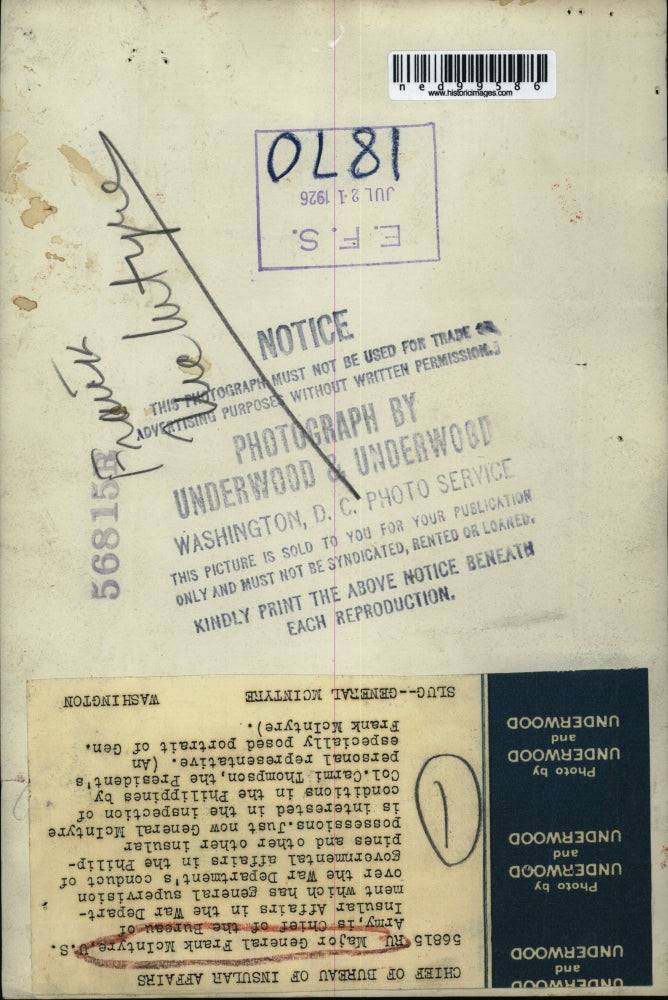 ned99586
www.historicimages.com
E.F.S.
JUL 21 1926
1870
Frank
McIntyre
56815R
NOTICE
THIS PHOTOGRAPH MUST NOT BE USED FOR TRADE OR
ADVERTISING PURPOSES WITHOUT WRITTEN PERMISSION.
PHOTOGRAPH BY
UNDERWOOD & UNDERWOOD
WASHINGTON, D. C. PHOTO SERVICE
THIS PICTURE IS SOLD TO YOU FOR YOUR PUBLICATION
ONLY AND MUST NOT BE SYNDICATED, RENTED OR LOANED.
KINDLY PRINT THE ABOVE NOTICE BENEATH
EACH REPRODUCTION.
CHIEF OF BUREAU OF INSULAR AFFAIRS
56815 RU Major General Frank McIntyre, U.S.
Army, is Chief of the Bureau of
Insular Affairs in the War Depart-
ment which has general supervision
over the War Department's conduct of
governmental affairs in the Philip-
pines and other other insular
possessions.Just now General McIntyre
is interested in the inspection of
conditions in the Philippines by
Col.Carmi Thompson,the President's
personal representative. (An
especially posed portrait of Gen.
Frank McIntyre).
SLUG--GENERAL MCINTYRE WASHINGTON
1
UNDERWOOD
and
UNDERWOOD
Photo by
UNDERWOOD
and
UNDERWOOD
Photo by
UNDERWOOD
and
UNDERWOOD